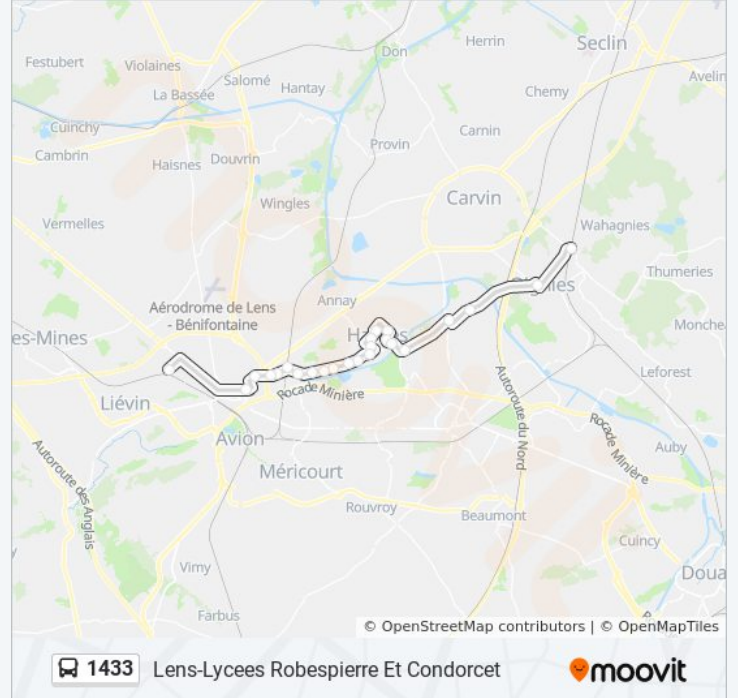 Herrin
Seclin
Don
Festubert
Violaines
Salomé
Hantay
Avelin
La Bassée
Chemy
Cuinchy
Carnin
Provin
Cambrin
Douvrin
Haisnes
Wingles
Carvin
Vermelles
Wahagnies
Thumeries
Annay
Aérodrome de Lens
- Bénifontaine
es-Mines
Monche
Leforest
Liévin
Rocade Minière
Avion
Autoroute du Nord
Rocade Minière
Auby
Autoroute des Anglais
Méricourt
Rouvroy
Beaumont
Cuincy
Vimy
Doua
Farbus
© OpenStreetMap contributors | © OpenMapTiles
1433 Lens-Lycees Robespierre Et Condorcet
moovit